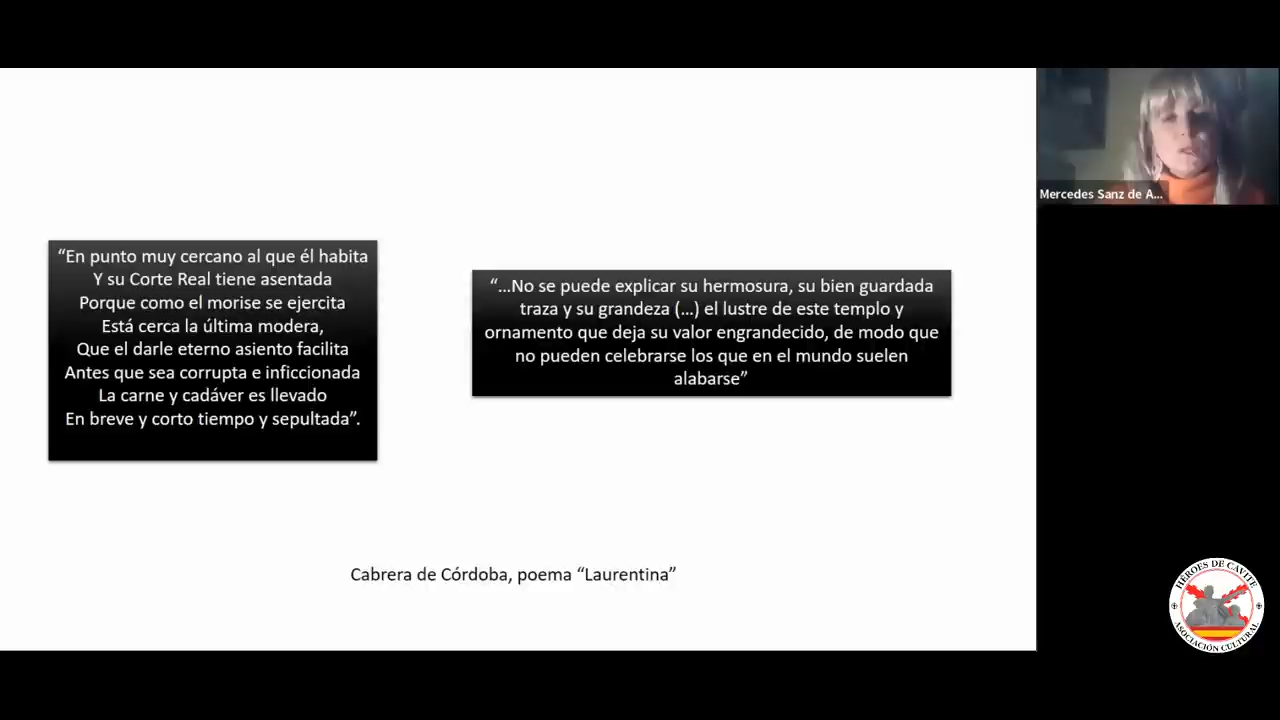 “En punto muy cercano al que él habita
Y su Corte Real tiene asentada
Porque como el morise se ejercita
Está cerca la última modera,
Que el darle eterno asiento facilita
Antes que sea corrupta e inficcionada
La carne y cadáver es llevado
En breve y corto tiempo y sepultada”.
“…No se puede explicar su hermosura, su bien guardada
traza y su grandeza (…) el lustre de este templo y
ornamento que deja su valor engrandecido, de modo que
no pueden celebrarse los que en el mundo suelen
alabarse”
Cabrera de Córdoba, poema “Laurentina”
Mercedes Sanz de A...
HÉROES DE CAVITE
ASOCIACIÓN CULTURAL